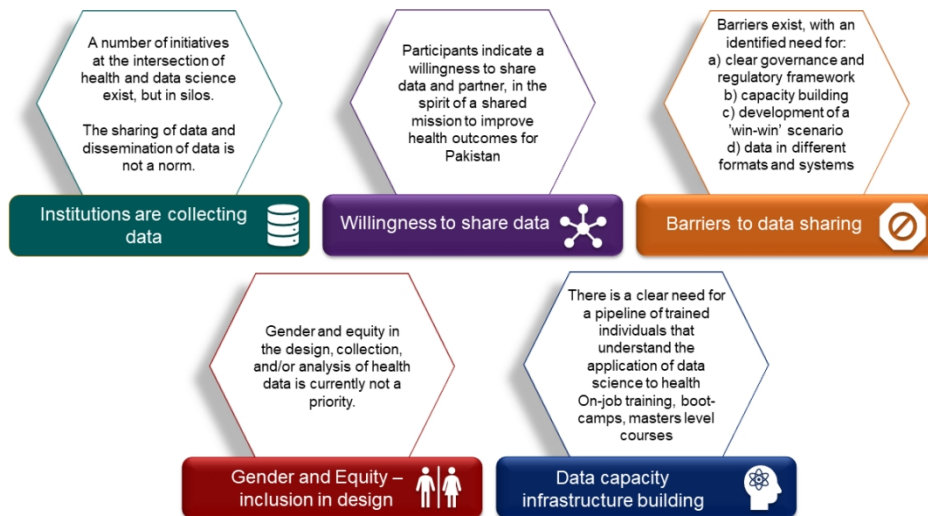 A number of initiatives
at the intersection of
health and data science
exist, but in silos.
The sharing of data and
dissemination of data is
not a norm.
Institutions are collecting
data
Participants indicate a
willingness to share
data and partner, in the
spirit of a shared
mission to improve
health outcomes for
Pakistan
Willingness to share data
Barriers exist, with an
identified need for:
a) clear governance and
regulatory framework
b) capacity building
c) development of a
'win-win' scenario
d) data in different
formats and systems
Barriers to data sharing
Gender and equity in
the design, collection,
and/or analysis of health
data is currently not a
priority.
Gender and Equity –
inclusion in design
There is a clear need for
a pipeline of trained
individuals that
understand the
application of data
science to health
On-job training, boot-
camps, masters level
courses
Data capacity
infrastructure building